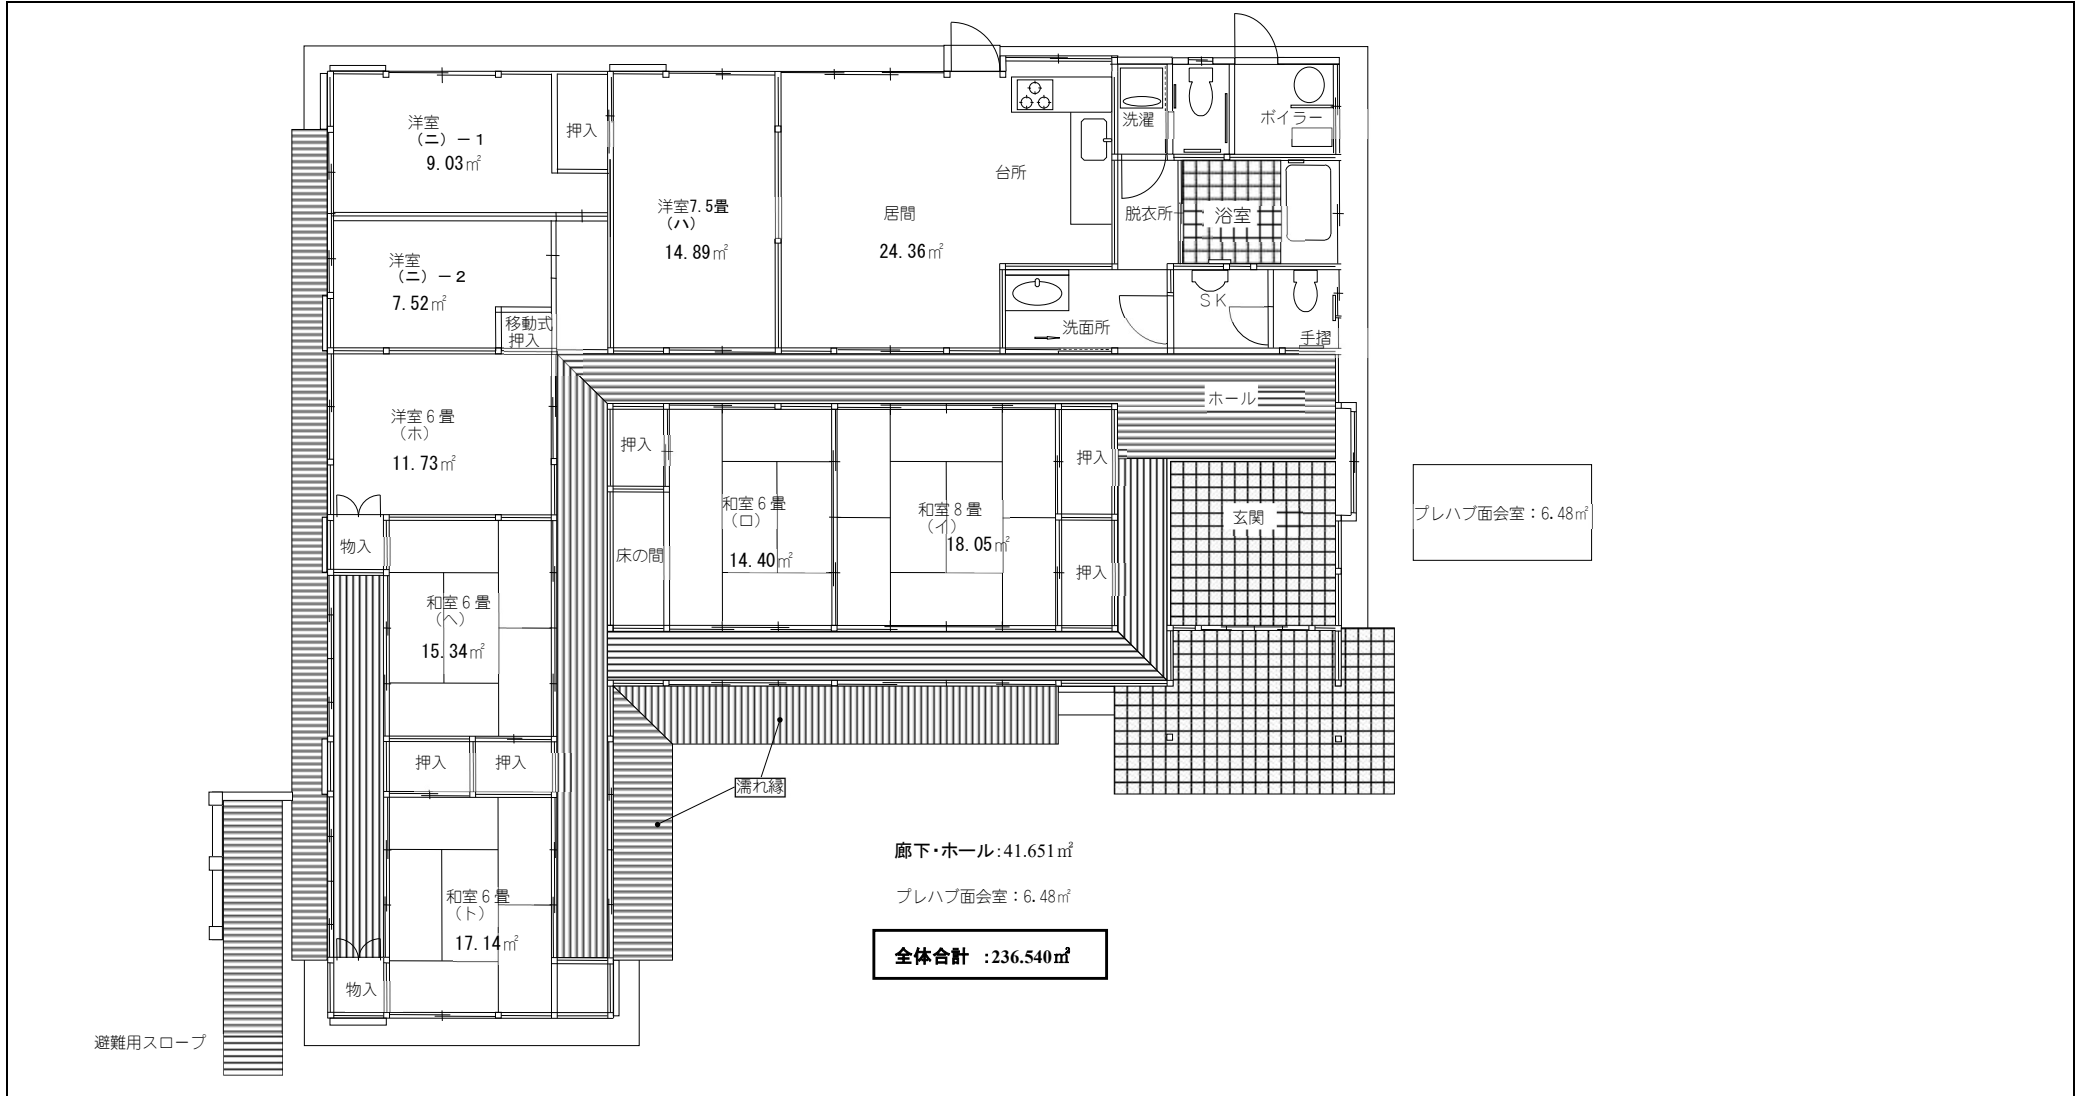 洋室
（ニ）－１
9.03㎡
押入
洋室7.5畳
（ハ）
14.89㎡
居間
24.36㎡
台所
洗濯
ボイラー
脱衣所
浴室
洋室
（ニ）－２
7.52㎡
移動式
押入
洗面所
ＳＫ
手摺
ホール
洋室６畳
（ホ）
11.73㎡
押入
床の間
和室６畳
（ロ）
14.40㎡
和室８畳
（イ）
18.05㎡
押入
押入
玄関
プレハブ面会室：6.48㎡
物入
和室６畳
（ヘ）
15.34㎡
押入
押入
濡れ縁
和室６畳
（ト）
17.14㎡
物入
避難用スロープ
廊下・ホール:41.651㎡
プレハブ面会室：6.48㎡
全体合計 :236.540㎡